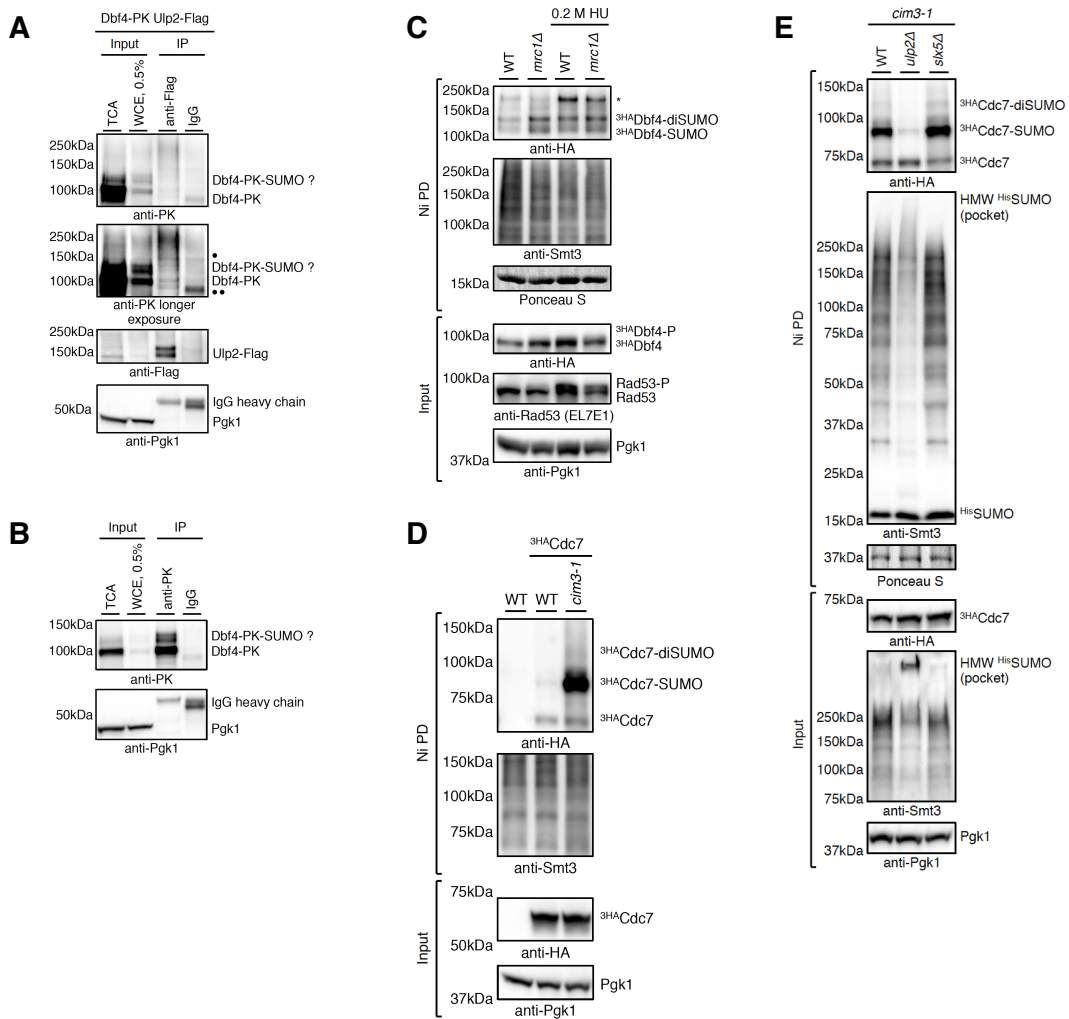 A
Dbf4-PK Ulp2-Flag
Input
IP
TCA
WCE, 0.5%
anti-Flag
IgG
250kDa
150kDa
100kDa
Dbf4-PK-SUMO ?
Dbf4-PK
anti-PK
250kDa
150kDa
100kDa
•
Dbf4-PK-SUMO ?
Dbf4-PK
••
anti-PK longer
exposure
250kDa
150kDa
Ulp2-Flag
anti-Flag
50kDa
IgG heavy chain
Pgk1
anti-Pgk1
B
Input
IP
TCA
WCE, 0.5%
anti-PK
IgG
150kDa
100kDa
Dbf4-PK-SUMO ?
Dbf4-PK
anti-PK
50kDa
IgG heavy chain
Pgk1
anti-Pgk1
C
0.2 M HU
WT
mrc1Δ
WT
mrc1Δ
Ni PD
250kDa
150kDa
100kDa
*
3HADbf4-diSUMO
3HADbf4-SUMO
anti-HA
250kDa
150kDa
100kDa
anti-Smt3
15kDa
Ponceau S
Input
100kDa
3HADbf4-P
3HADbf4
anti-HA
100kDa
Rad53-P
Rad53
anti-Rad53 (EL7E1)
37kDa
Pgk1
anti-Pgk1
D
3HACdc7
WT
WT
cim3-1
Ni PD
150kDa
100kDa
75kDa
3HACdc7-diSUMO
3HACdc7-SUMO
3HACdc7
anti-HA
150kDa
100kDa
75kDa
anti-Smt3
Input
75kDa
50kDa
3HACdc7
anti-HA
37kDa
Pgk1
anti-Pgk1
E
cim3-1
WT
ulp2Δ
slx5Δ
Ni PD
150kDa
100kDa
75kDa
3HACdc7-diSUMO
3HACdc7-SUMO
3HACdc7
anti-HA
HMW HisSUMO
(pocket)
250kDa
150kDa
100kDa
75kDa
50kDa
37kDa
25kDa
15kDa
HisSUMO
anti-Smt3
37kDa
Ponceau S
Input
75kDa
3HACdc7
anti-HA
HMW HisSUMO
(pocket)
250kDa
150kDa
100kDa
75kDa
anti-Smt3
37kDa
Pgk1
anti-Pgk1